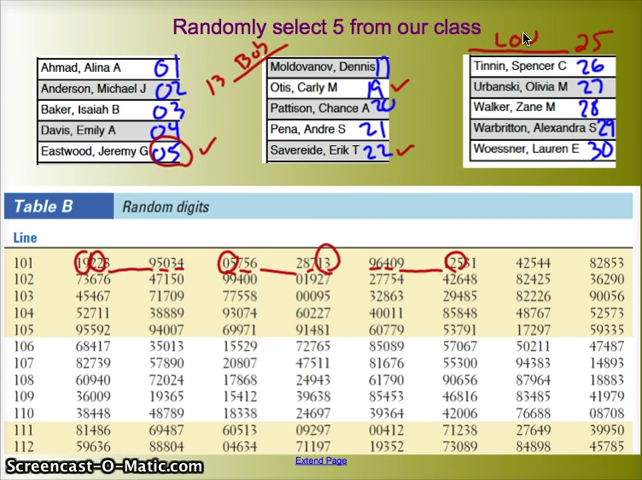 Randomly select 5 from our class
Ahmad, Alina A 01
Anderson, Michael J 02
Baker, Isaiah B 03
Davis, Emily A 04
Eastwood, Jeremy G 05
13 Bob
Moldovanov, Dennis 17
Otis, Carly M 19
Pattison, Chance A 20
Pena, Andre S 21
Savereide, Erik T 22
LOU 25
Tinnin, Spencer C 26
Urbanski, Olivia M 27
Walker, Zane M 28
Warbritton, Alexandra S 29
Woessner, Lauren E 30
Table B Random digits
Line
101 19223 95034 05756 28713 96409 12531 42544 82853
102 73676 47150 99400 01927 27754 42648 82425 36290
103 45467 71709 77558 00095 32863 29485 82226 90056
104 52711 38889 93074 60227 40011 85848 48767 52573
105 95592 94007 69971 91481 60779 53791 17297 59335
106 68417 35013 15529 72765 85089 57067 50211 47487
107 82739 57890 20807 47511 81676 55300 94383 14893
108 60940 72024 17868 24943 61790 90656 87964 18883
109 36009 19365 15412 39638 85453 46816 83485 41979
110 38448 48789 18338 24697 39364 42006 76688 08708
111 81486 69487 60513 09297 00412 71238 27649 39950
112 59636 88804 04634 71197 19352 73089 84898 45785
Extend Page
Screencast-O-Matic.com